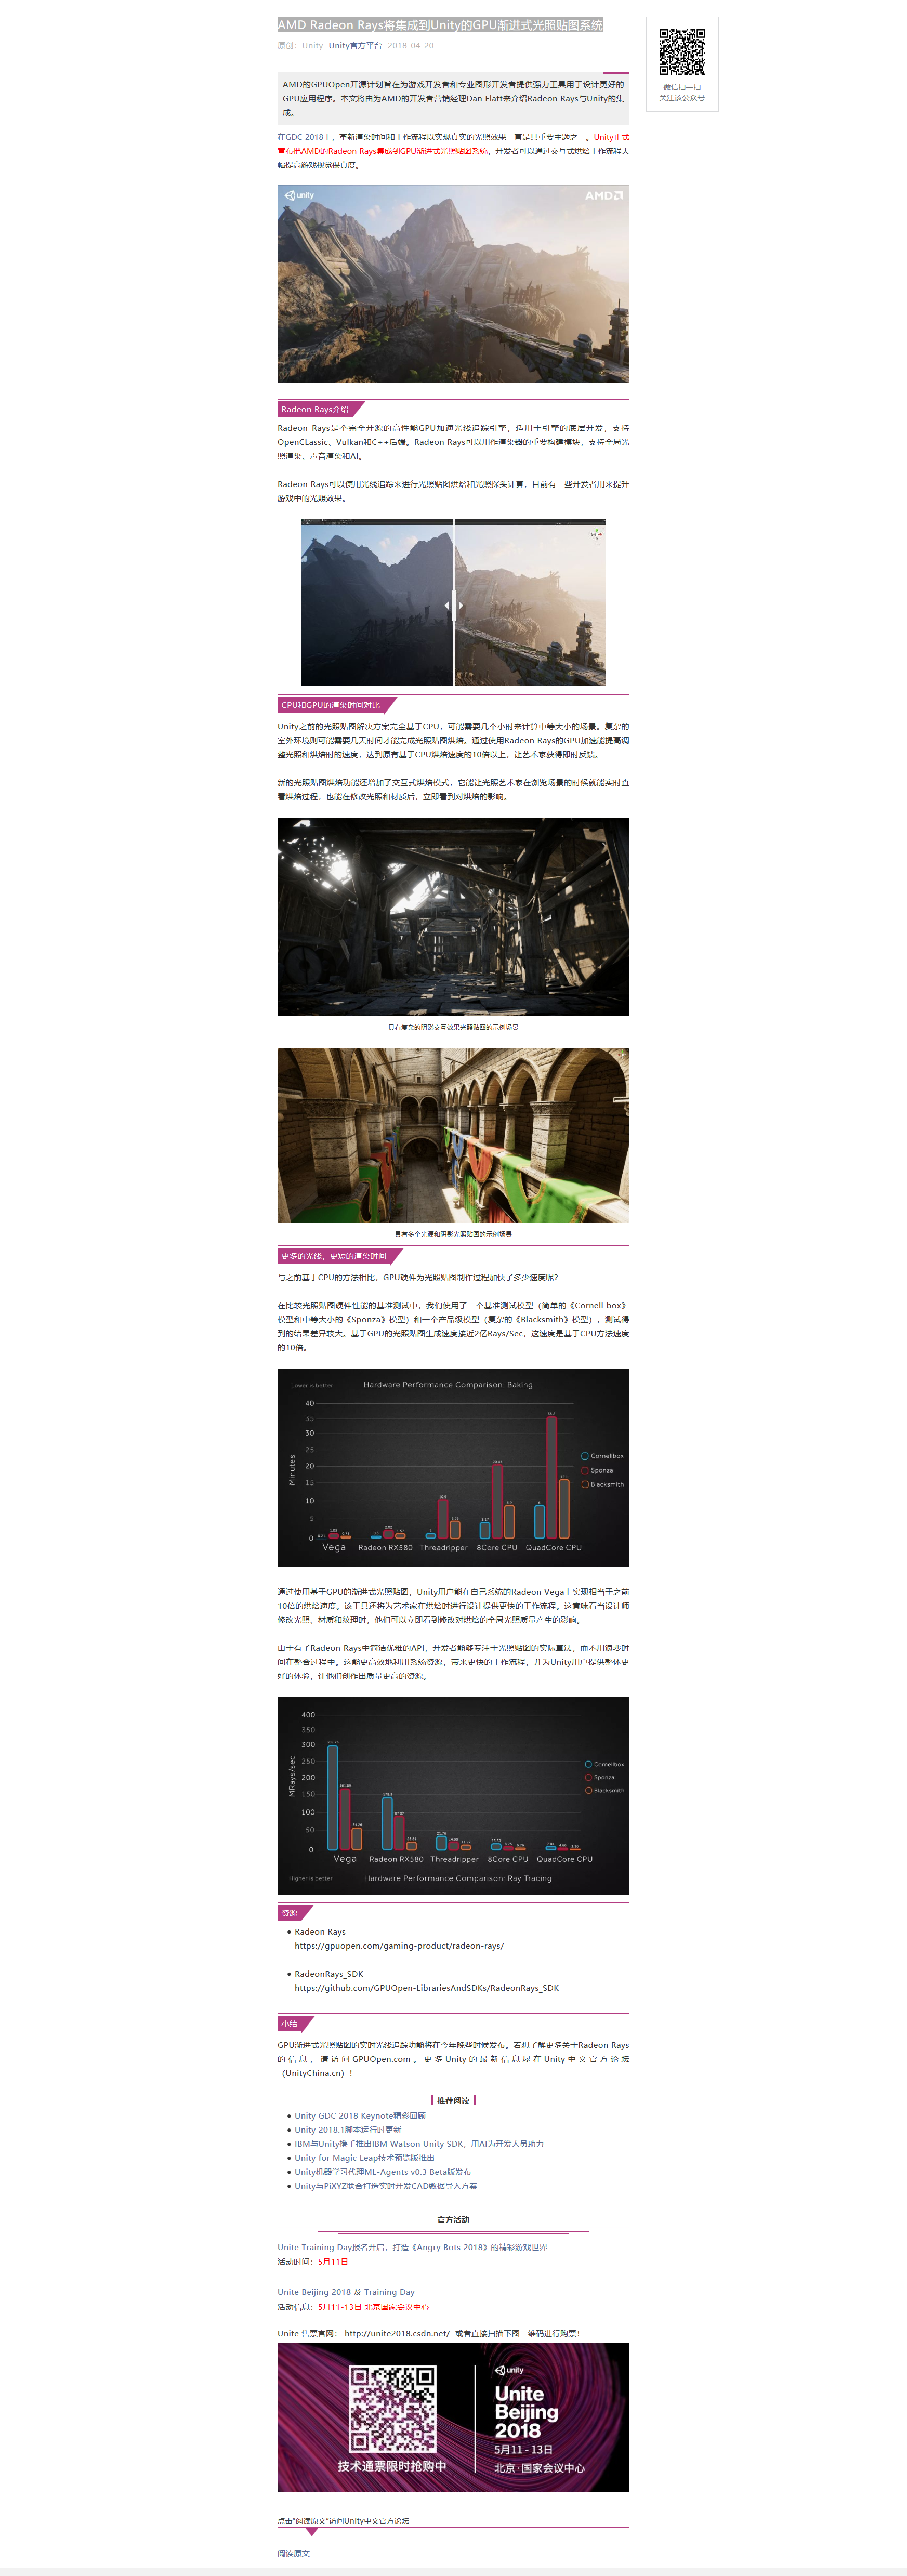 AMD Radeon Rays将集成到Unity的GPU渐进式光照贴图系统
原创： Unity Unity官方平台 2018-04-20
微信扫一扫
关注该公众号
AMD的GPUOpen开源计划旨在为游戏开发者和专业图形开发者提供强力工具用于设计更好的
GPU应用程序。本文将由为AMD的开发者营销经理Dan Flatt来介绍Radeon Rays与Unity的集
成。
在GDC 2018上，革新渲染时间和工作流程以实现真实的光照效果一直是其重要主题之一。Unity正式
宣布把AMD的Radeon Rays集成到GPU渐进式光照贴图系统，开发者可以通过交互式烘焙工作流程大
幅提高游戏视觉保真度。
unity
AMD
Radeon Rays介绍
Radeon Rays是个完全开源的高性能GPU加速光线追踪引擎，适用于引擎的底层开发，支持
OpenCLassic、Vulkan和C++后端。Radeon Rays可以用作渲染器的重要构建模块，支持全局光
照渲染、声音渲染和AI。
Radeon Rays可以使用光线追踪来进行光照贴图烘焙和光照探头计算，目前有一些开发者用来提升
游戏中的光照效果。
CPU和GPU的渲染时间对比
Unity之前的光照贴图解决方案完全基于CPU，可能需要几个小时来计算中等大小的场景。复杂的
室外环境则可能需要几天时间才能完成光照贴图烘焙。通过使用Radeon Rays的GPU加速能提高调
整光照和烘焙时的速度，达到原有基于CPU烘焙速度的10倍以上，让艺术家获得即时反馈。
新的光照贴图烘焙功能还增加了交互式烘焙模式，它能让光照艺术家在浏览场景的时候就能实时查
看烘焙过程，也能在修改光照和材质后，立即看到对烘焙的影响。
具有复杂的阴影交互效果光照贴图的示例场景
具有多个光源和阴影光照贴图的示例场景
更多的光线，更短的渲染时间
与之前基于CPU的方法相比，GPU硬件为光照贴图制作过程加快了多少速度呢？
在比较光照贴图硬件性能的基准测试中，我们使用了二个基准测试模型（简单的《Cornell box》
模型和中等大小的《Sponza》模型）和一个产品级模型（复杂的《Blacksmith》模型），测试得
到的结果差异较大。基于GPU的光照贴图生成速度接近2亿Rays/Sec，这速度是基于CPU方法速度
的10倍。
Lower is better
Hardware Performance Comparison: Baking
Minutes
40
35
30
25
20
15
10
5
0
Cornellbox
Sponza
Blacksmith
Vega Radeon RX580 Threadripper 8Core CPU QuadCore CPU
通过使用基于GPU的渐进式光照贴图，Unity用户能在自己系统的Radeon Vega上实现相当于之前
10倍的烘焙速度。该工具还将为艺术家在烘焙时进行设计提供更快的工作流程。这意味着当设计师
修改光照、材质和纹理时，他们可以立即看到修改对烘焙的全局光照质量产生的影响。
由于有了Radeon Rays中简洁优雅的API，开发者能够专注于光照贴图的实际算法，而不用浪费时
间在整合过程中。这能更高效地利用系统资源，带来更快的工作流程，并为Unity用户提供整体更
好的体验，让他们创作出质量更高的资源。
MRays/sec
400
350
300
250
200
150
100
50
0
Cornellbox
Sponza
Blacksmith
Vega Radeon RX580 Threadripper 8Core CPU QuadCore CPU
Higher is better
Hardware Performance Comparison: Ray Tracing
资源
Radeon Rays
https://gpuopen.com/gaming-product/radeon-rays/
RadeonRays_SDK
https://github.com/GPUOpen-LibrariesAndSDKs/RadeonRays_SDK
小结
GPU渐进式光照贴图的实时光线追踪功能将在今年晚些时候发布。若想了解更多关于Radeon Rays
的信息，请访问GPUOpen.com。更多Unity的最新信息尽在Unity中文官方论坛
（UnityChina.cn）！
推荐阅读
Unity GDC 2018 Keynote精彩回顾
Unity 2018.1脚本运行时更新
IBM与Unity携手推出IBM Watson Unity SDK，用AI为开发人员助力
Unity for Magic Leap技术预览版推出
Unity机器学习代理ML-Agents v0.3 Beta版发布
Unity与PiXYZ联合打造实时开发CAD数据导入方案
官方活动
Unite Training Day报名开启，打造《Angry Bots 2018》的精彩游戏世界
活动时间：5月11日
Unite Beijing 2018 及 Training Day
活动信息：5月11-13日 北京国家会议中心
Unite 售票官网： http://unite2018.csdn.net/ 或者直接扫描下图二维码进行购票！
技术通票限时抢购中
unity
Unite
Beijing
2018
5月11 - 13日
北京 · 国家会议中心
点击“阅读原文”访问Unity中文官方论坛
阅读原文